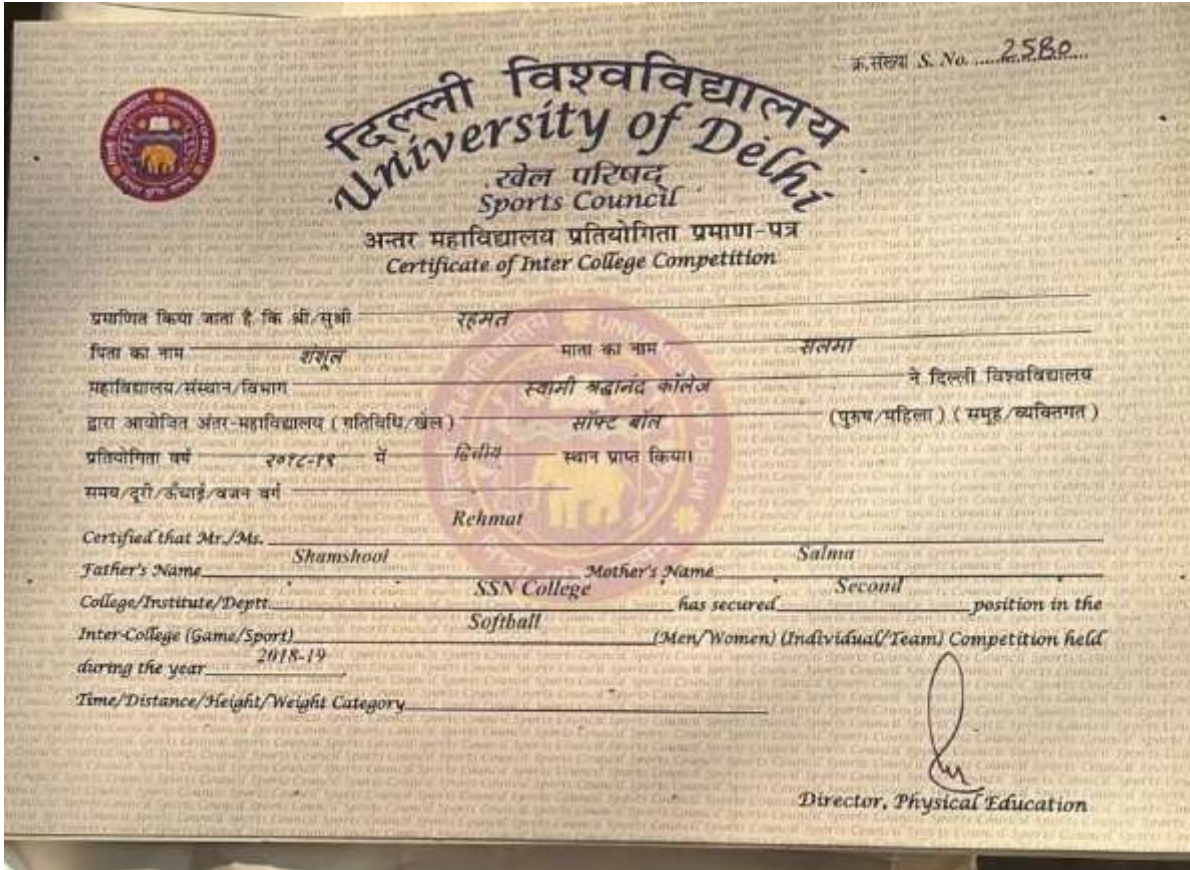 क्र.संख्या S. No. ......2580......
दिल्ली विश्वविद्यालय
University of Delhi
खेल परिषद्
Sports Council
अन्तर महाविद्यालय प्रतियोगिता प्रमाण-पत्र
Certificate of Inter College Competition
प्रमाणित किया जाता है कि श्री/सुश्री रहमत
पिता का नाम शंशूल माता का नाम सलमा
महाविद्यालय/संस्थान/विभाग स्वामी श्रद्धानंद कॉलेज ने दिल्ली विश्वविद्यालय
द्वारा आयोजित अंतर-महाविद्यालय (गतिविधि/खेल) सॉफ्ट बॉल (पुरुष/महिला) (समूह/व्यक्तिगत)
प्रतियोगिता वर्ष २०१८-१९ में द्वितीय स्थान प्राप्त किया।
समय/दूरी/ऊँचाई/वजन वर्ग
Certified that Mr./Ms. Rehmat
Father's Name Shamshool Mother's Name Salma
College/Institute/Deptt. SSN College has secured Second position in the
Inter-College (Game/Sport) Softball (Men/Women) (Individual/Team) Competition held
during the year 2018-19.
Time/Distance/Height/Weight Category
Director, Physical Education